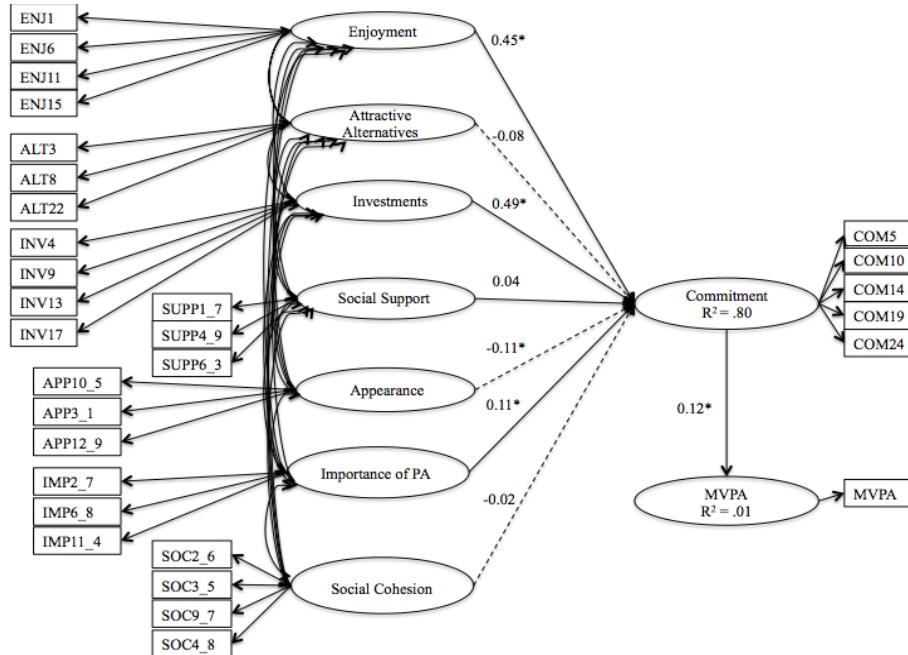 ENJ1
ENJ6
ENJ11
ENJ15
Enjoyment
0.45*
ALT3
ALT8
ALT22
Attractive
Alternatives
-0.08
INV4
INV9
INV13
INV17
Investments
0.49*
SUPP1_7
SUPP4_9
SUPP6_3
Social Support
0.04
APP10_5
APP3_1
APP12_9
Appearance
-0.11*
IMP2_7
IMP6_8
IMP11_4
Importance of PA
0.11*
SOC2_6
SOC3_5
SOC9_7
SOC4_8
Social Cohesion
-0.02
Commitment
R² = .80
COM5
COM10
COM14
COM19
COM24
0.12*
MVPA
R² = .01
MVPA